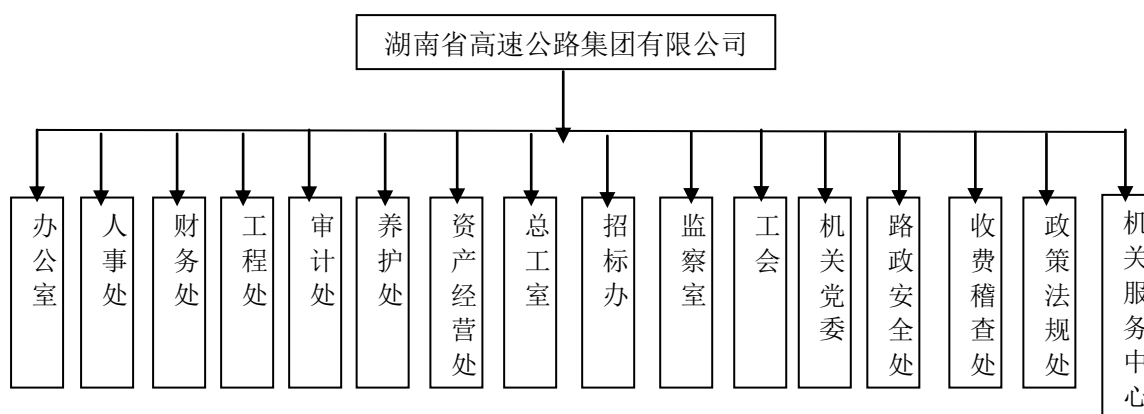 湖南省高速公路集团有限公司
办公室
人事处
财务处
工程处
审计处
养护处
资产经营处
总工室
招标办
监察室
工会
机关党委
路政安全处
收费稽查处
政策法规处
机关服务中心